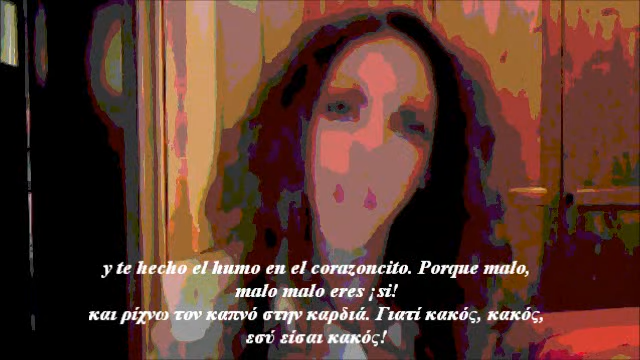 y te hecho el humo en el corazoncito. Porque malo,
malo malo eres ¡si!
και ρίχνω τον καπνό στην καρδιά. Γιατί κακός, κακός,
εσύ είσαι κακός!